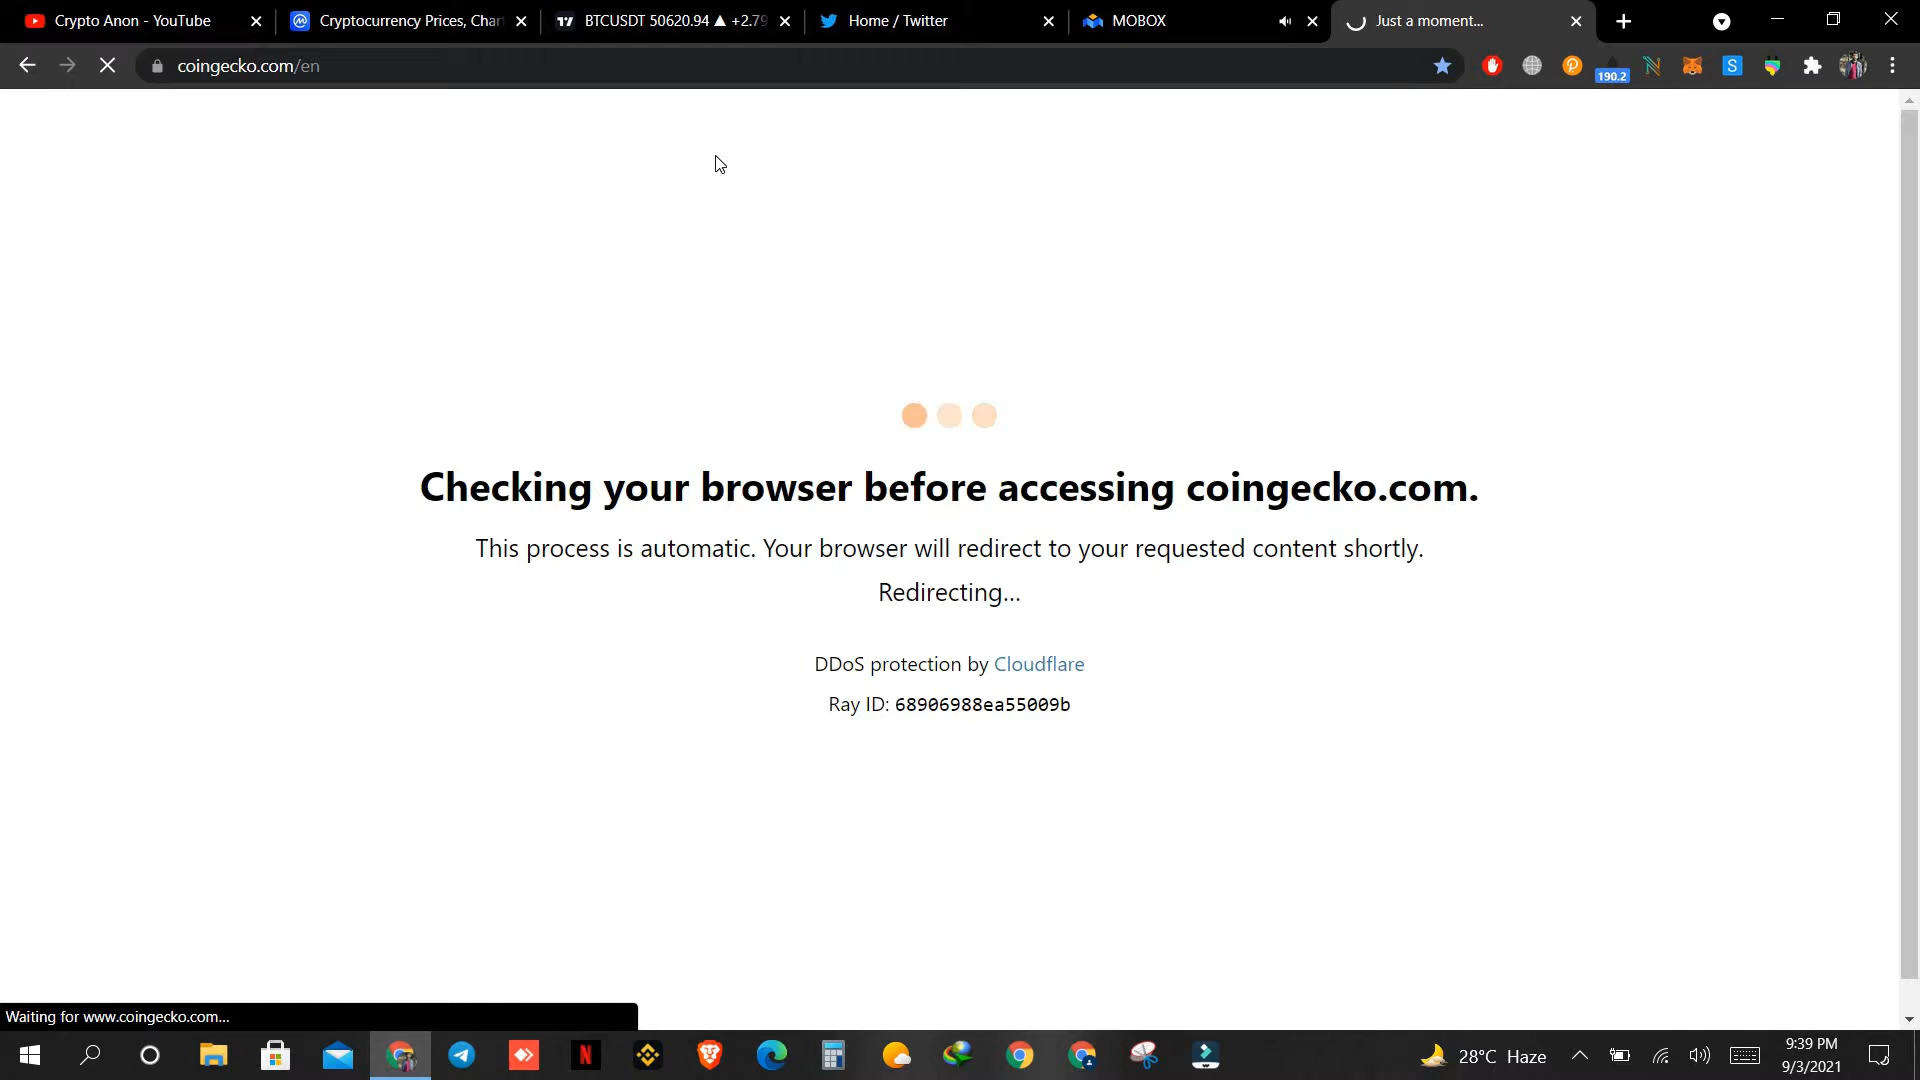 Crypto Anon - YouTube
Cryptocurrency Prices, Char
BTCUSDT 50620.94 ▲ +2.79
Home / Twitter
MOBOX
Just a moment...
coingecko.com/en
190.2
Checking your browser before accessing coingecko.com.
This process is automatic. Your browser will redirect to your requested content shortly.
Redirecting...
DDoS protection by Cloudflare
Ray ID: 68906988ea55009b
Waiting for www.coingecko.com...
28°C Haze
9:39 PM
9/3/2021